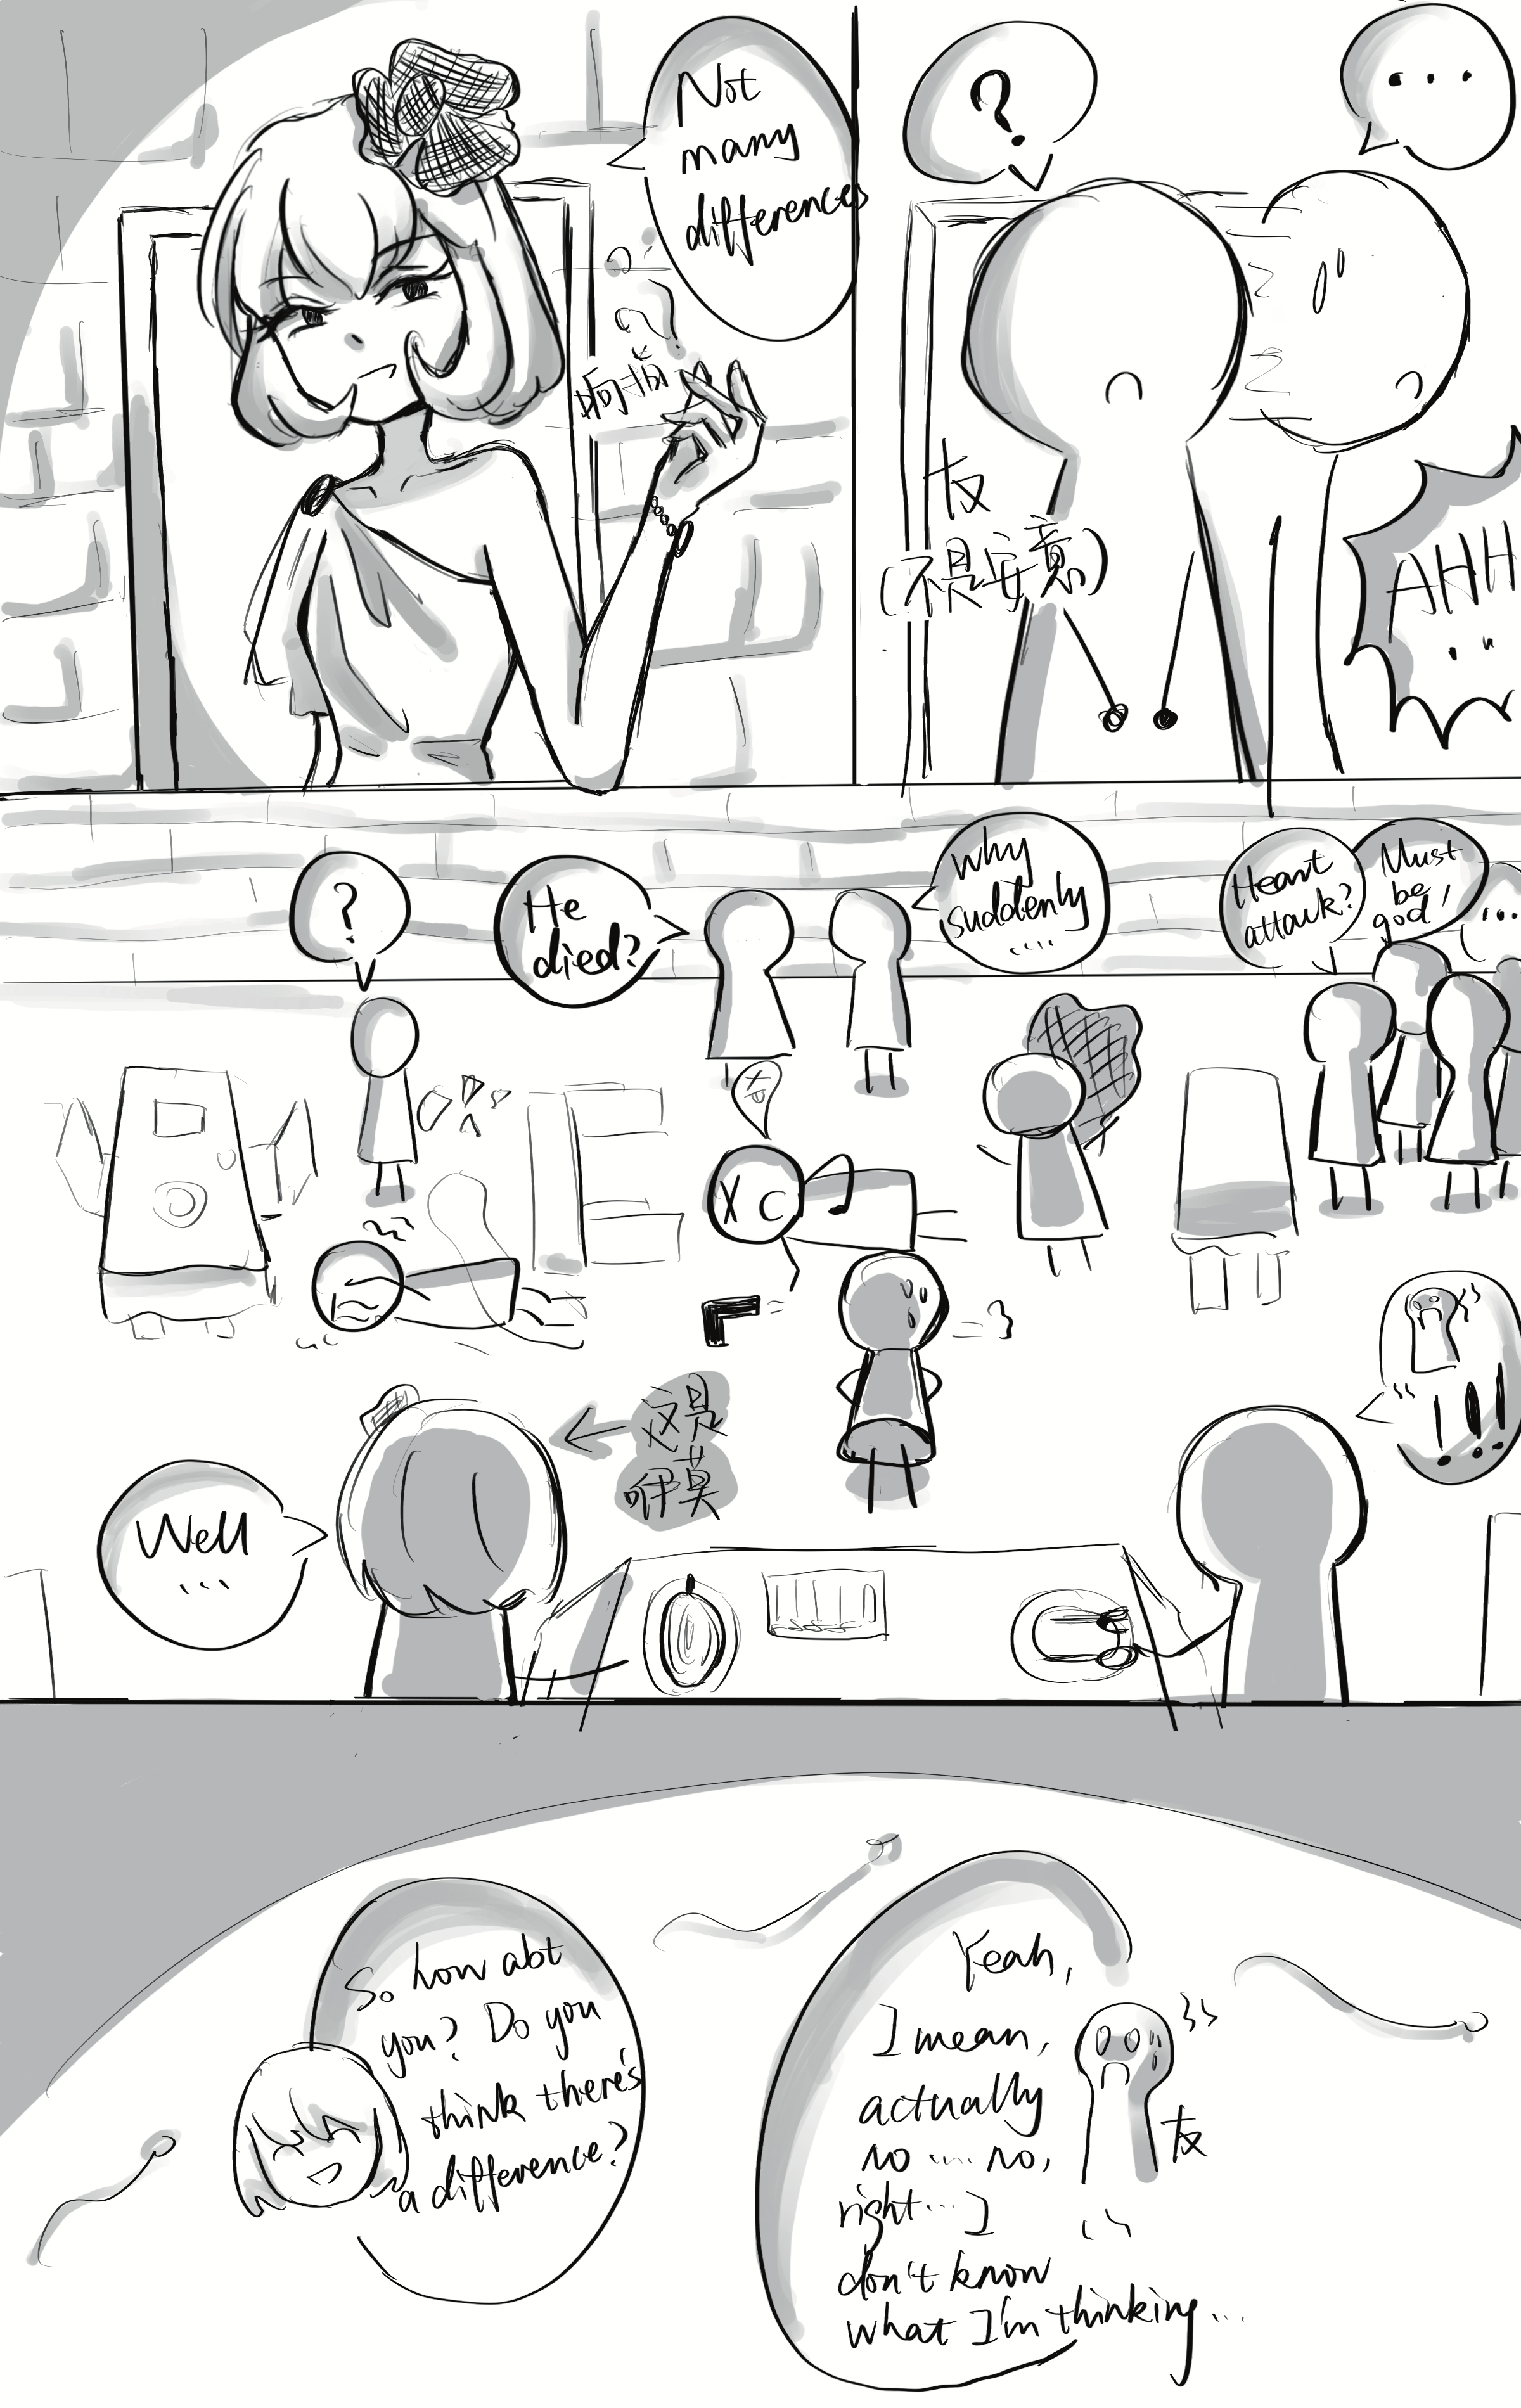 Not
many
differences
响指
?
...
友
(不是安意)
AHH
..
?
He
died?
Why
suddenly
....
Heart
attack?
Must
be
god!
...
这是
伊莫
Well
...
!!!
So how abt
you? Do you
think there's
a difference?
Yeah,
I mean,
actually
no .... no,
right... I
don't know
what I'm thinking...
友